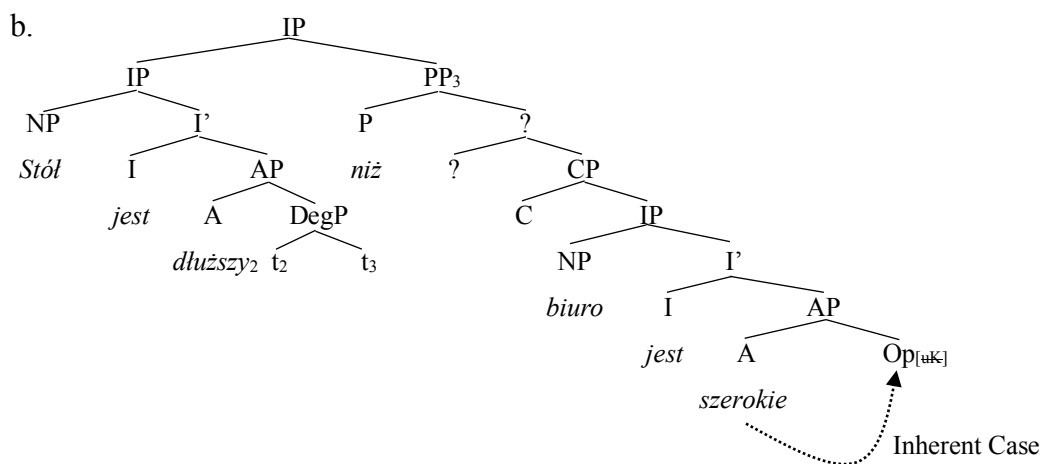 b.
IP
IP PP3
NP I’ P ?
Stół I AP niż ? CP
jest A DegP C IP
dłuższy2 t2 t3 NP I’
biuro I AP
jest A Op[uK]
szerokie
Inherent Case